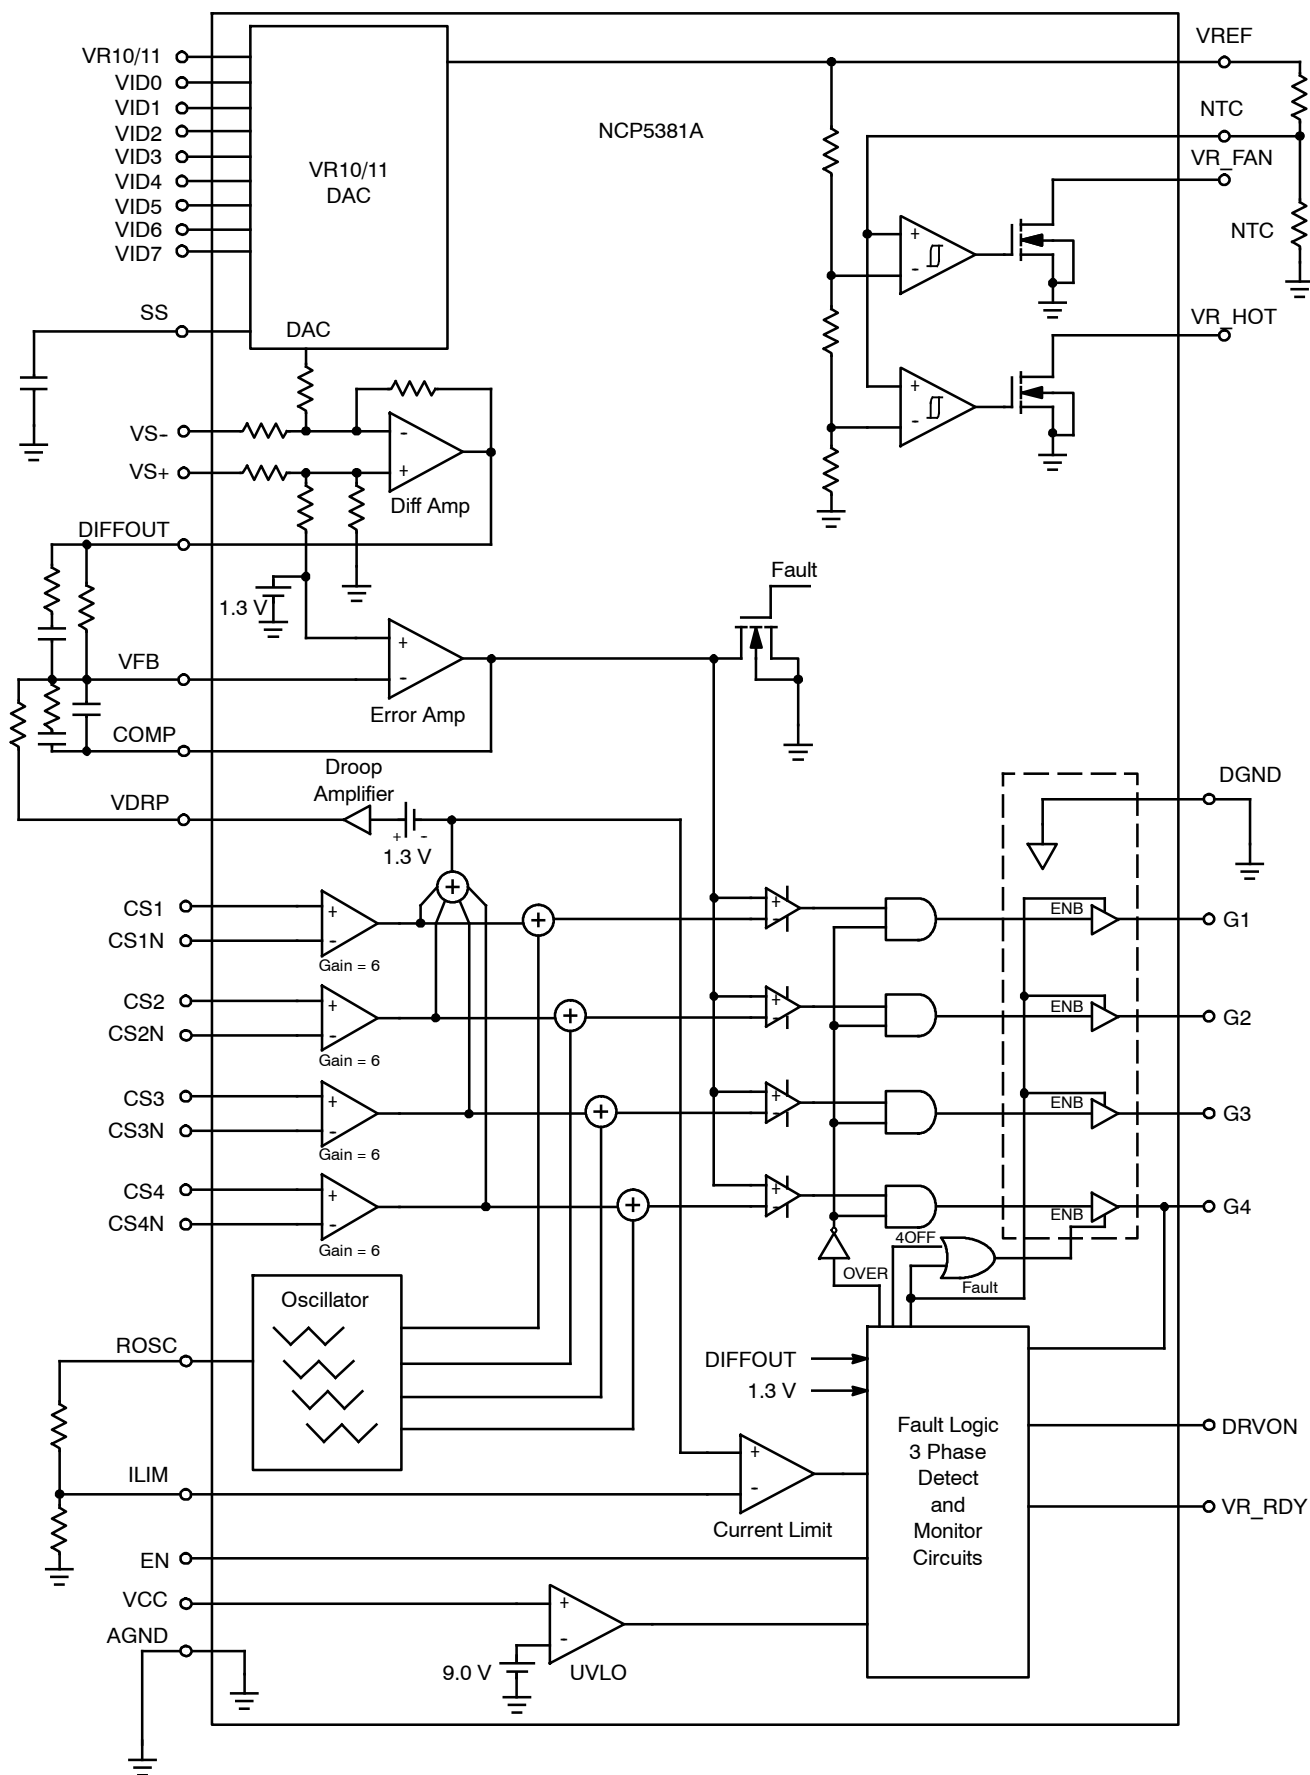 VREF
VR10/11
VID0
VID1
VID2
VID3
VID4
VID5
VID6
VID7
VR10/11
DAC
NCP5381A
NTC
VR_FAN
NTC
+
-
SS
DAC
VR_HOT
+
-
VS-
VS+
-
+
Diff Amp
DIFFOUT
1.3 V
Fault
VFB
+
-
Error Amp
COMP
Droop
Amplifier
VDRP
+ -
1.3 V
DGND
+
CS1
CS1N
+
-
Gain = 6
+
+
-
ENB
G1
CS2
CS2N
+
-
Gain = 6
+
+
-
ENB
G2
CS3
CS3N
+
-
Gain = 6
+
+
-
ENB
G3
CS4
CS4N
+
-
Gain = 6
+
+
-
ENB
G4
4OFF
OVER
Fault
Oscillator
ROSC
DIFFOUT
1.3 V
Fault Logic
3 Phase
Detect
and
Monitor
Circuits
DRVON
VR_RDY
ILIM
+
-
Current Limit
EN
VCC
AGND
+
-
9.0 V
UVLO